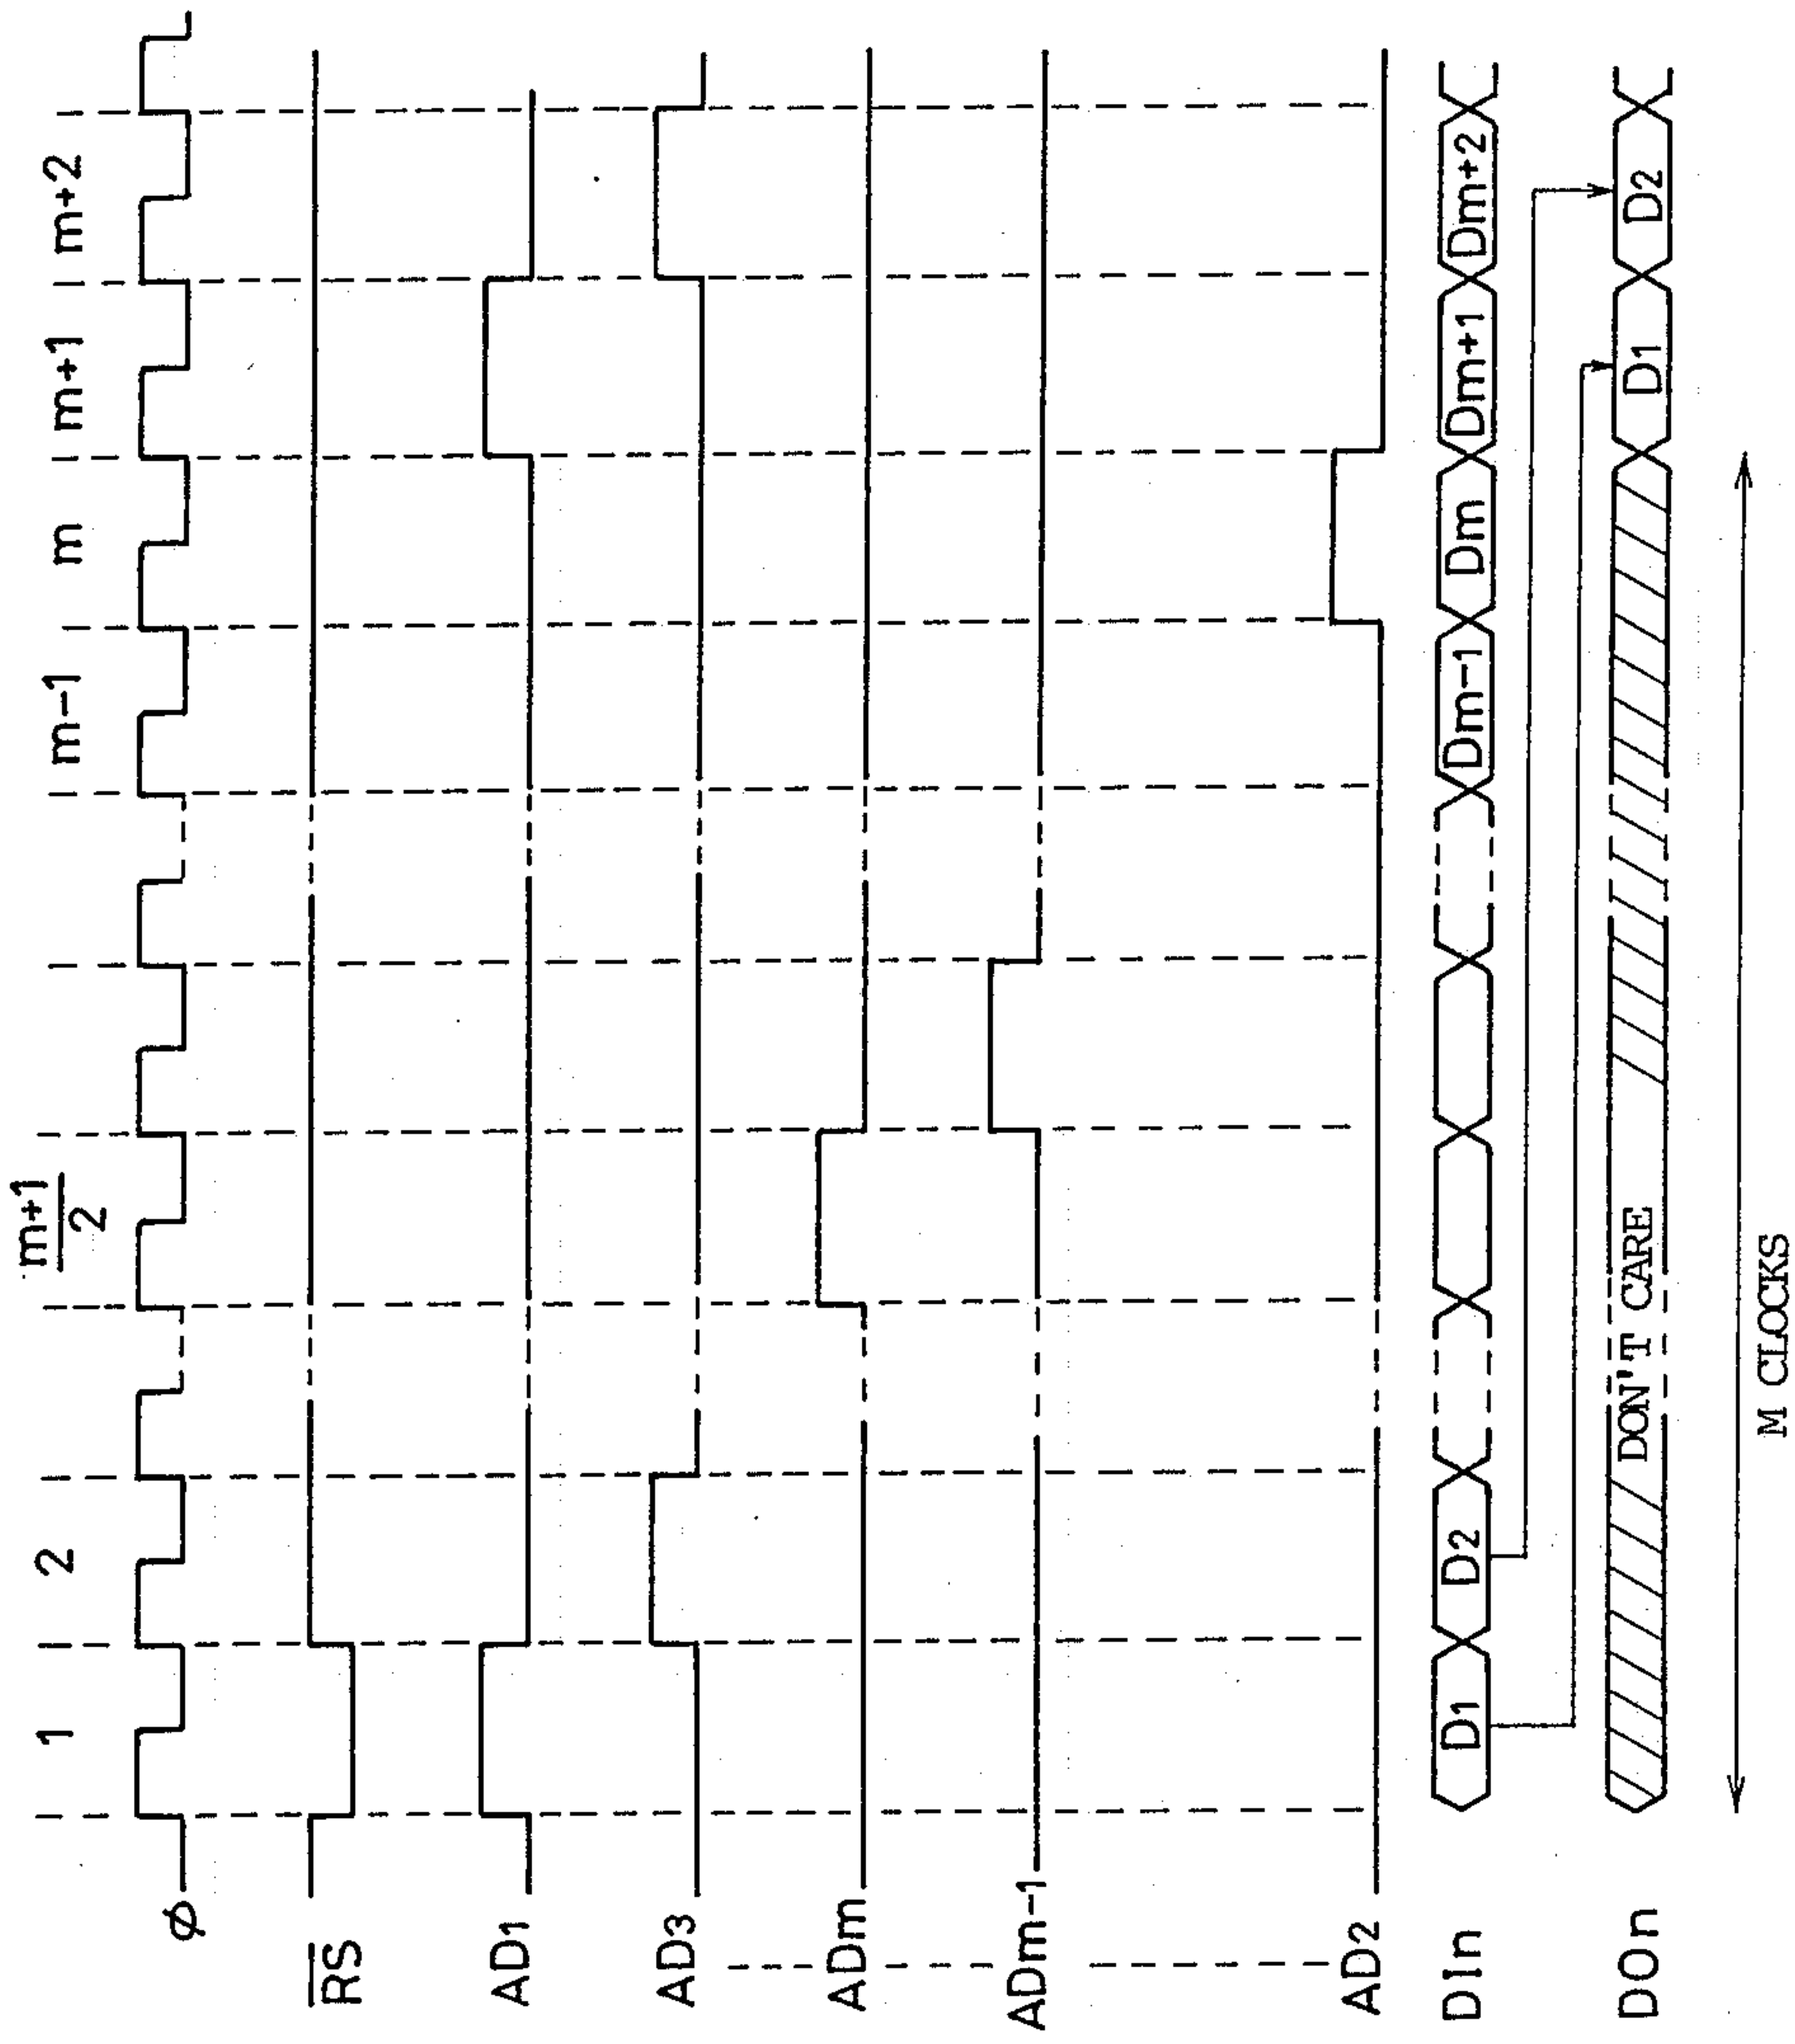 1 2 m+1/2 m-1 m m+1 m+2
ø
R̅S̅
AD1
AD3
ADm
ADm-1
AD2
DIn D1 D2 Dm-1 Dm Dm+1 Dm+2
DOn DON'T CARE D1 D2
M CLOCKS